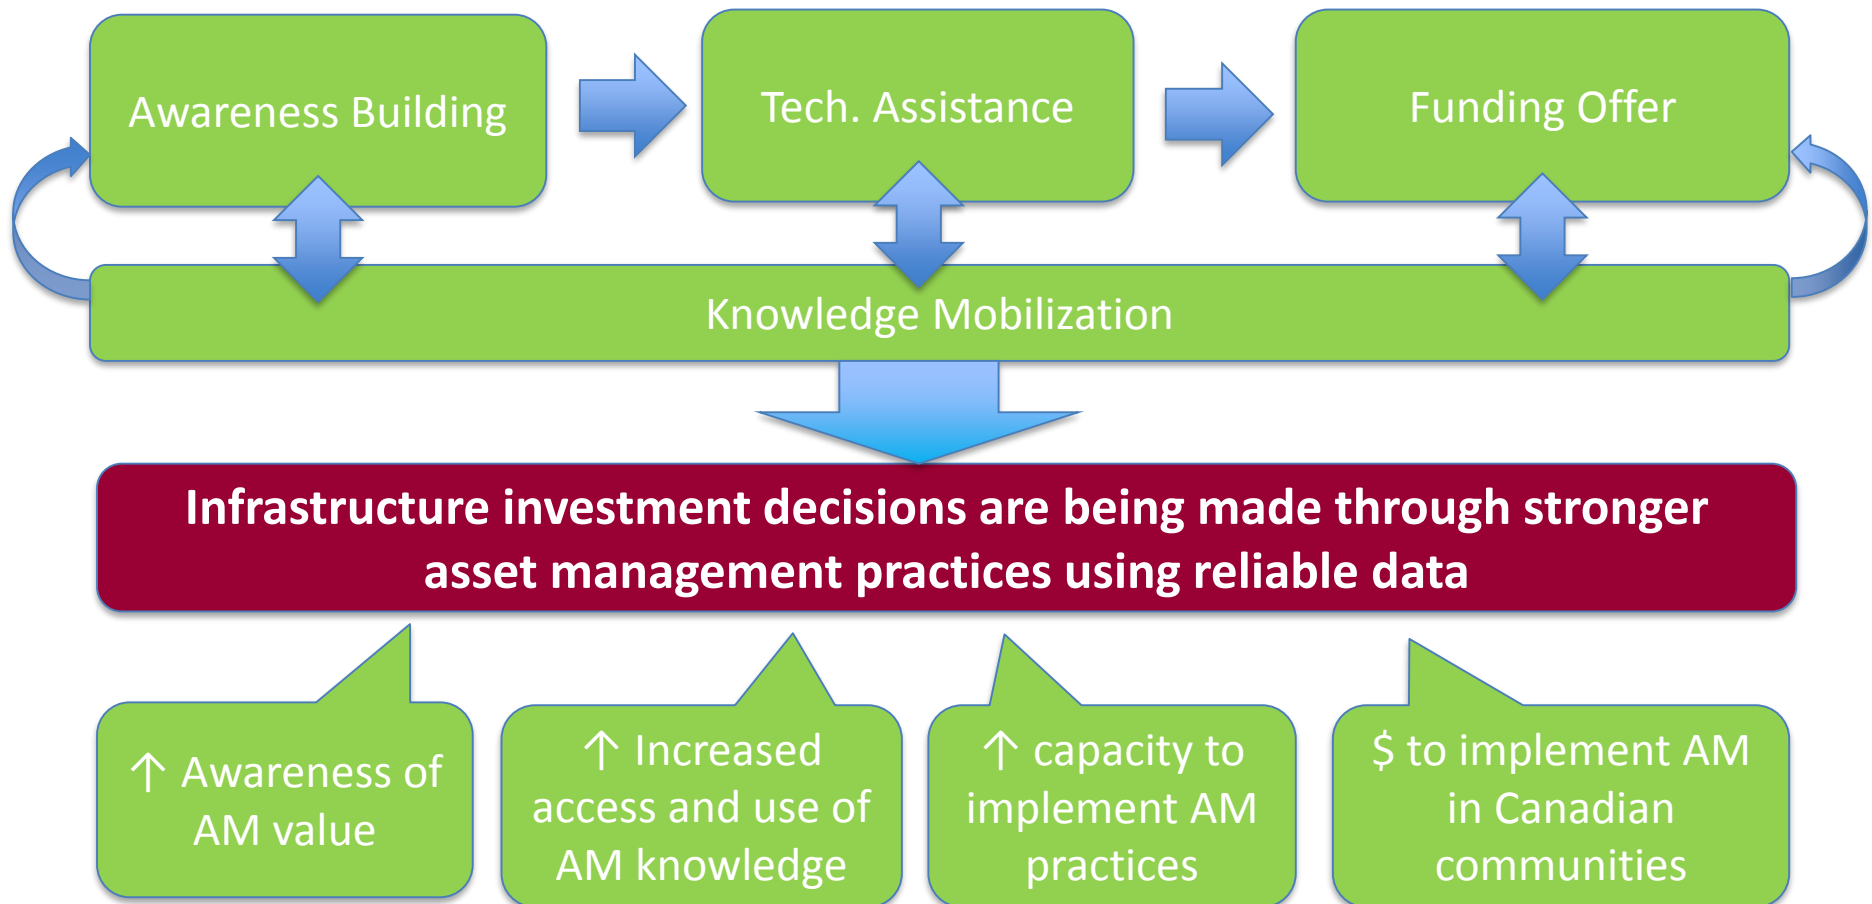 Awareness Building
Tech. Assistance
Funding Offer
Knowledge Mobilization
Infrastructure investment decisions are being made through stronger
asset management practices using reliable data
↑ Awareness of
AM value
↑ Increased
access and use of
AM knowledge
↑ capacity to
implement AM
practices
$ to implement AM
in Canadian
communities